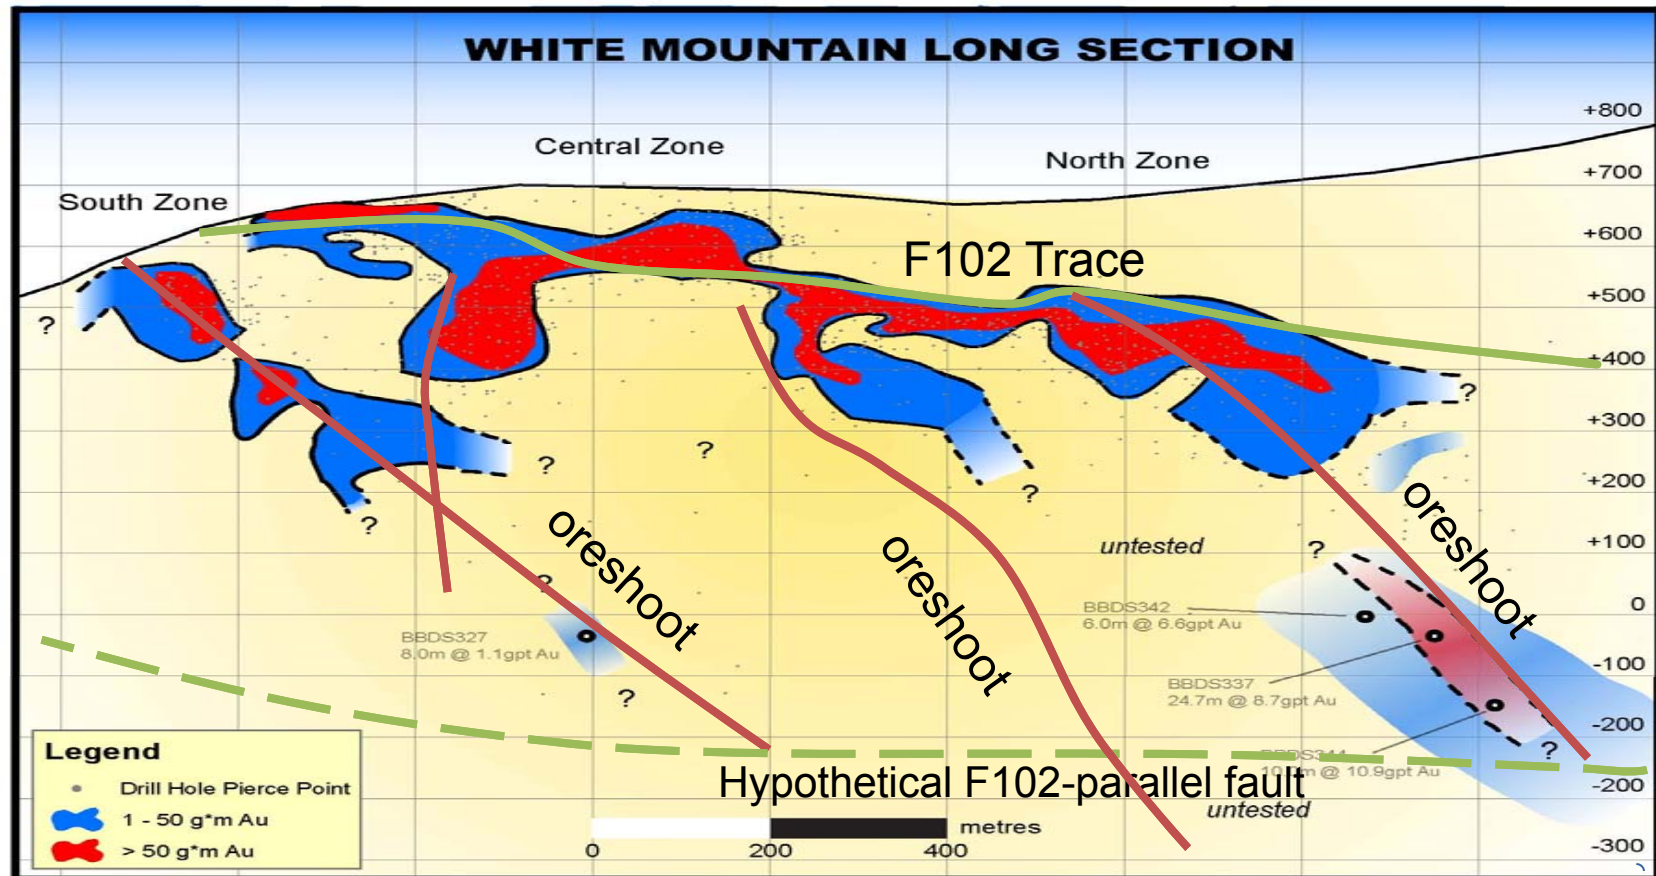 WHITE MOUNTAIN LONG SECTION
+800
Central Zone
North Zone
+700
South Zone
+600
F102 Trace
+500
?
+400
?
+300
?
?
+200
?
?
oreshoot
oreshoot
oreshoot
untested
?
+100
?
BBDS342
6.0m @ 6.6gpt Au
0
BBDS327
8.0m @ 1.1gpt Au
-100
BBDS337
24.7m @ 8.7gpt Au
?
-200
?
Hypothetical F102-parallel fault
m @ 10.9gpt Au
-200
untested
Legend
Drill Hole Pierce Point
1 - 50 g*m Au
> 50 g*m Au
metres
0 200 400
-300